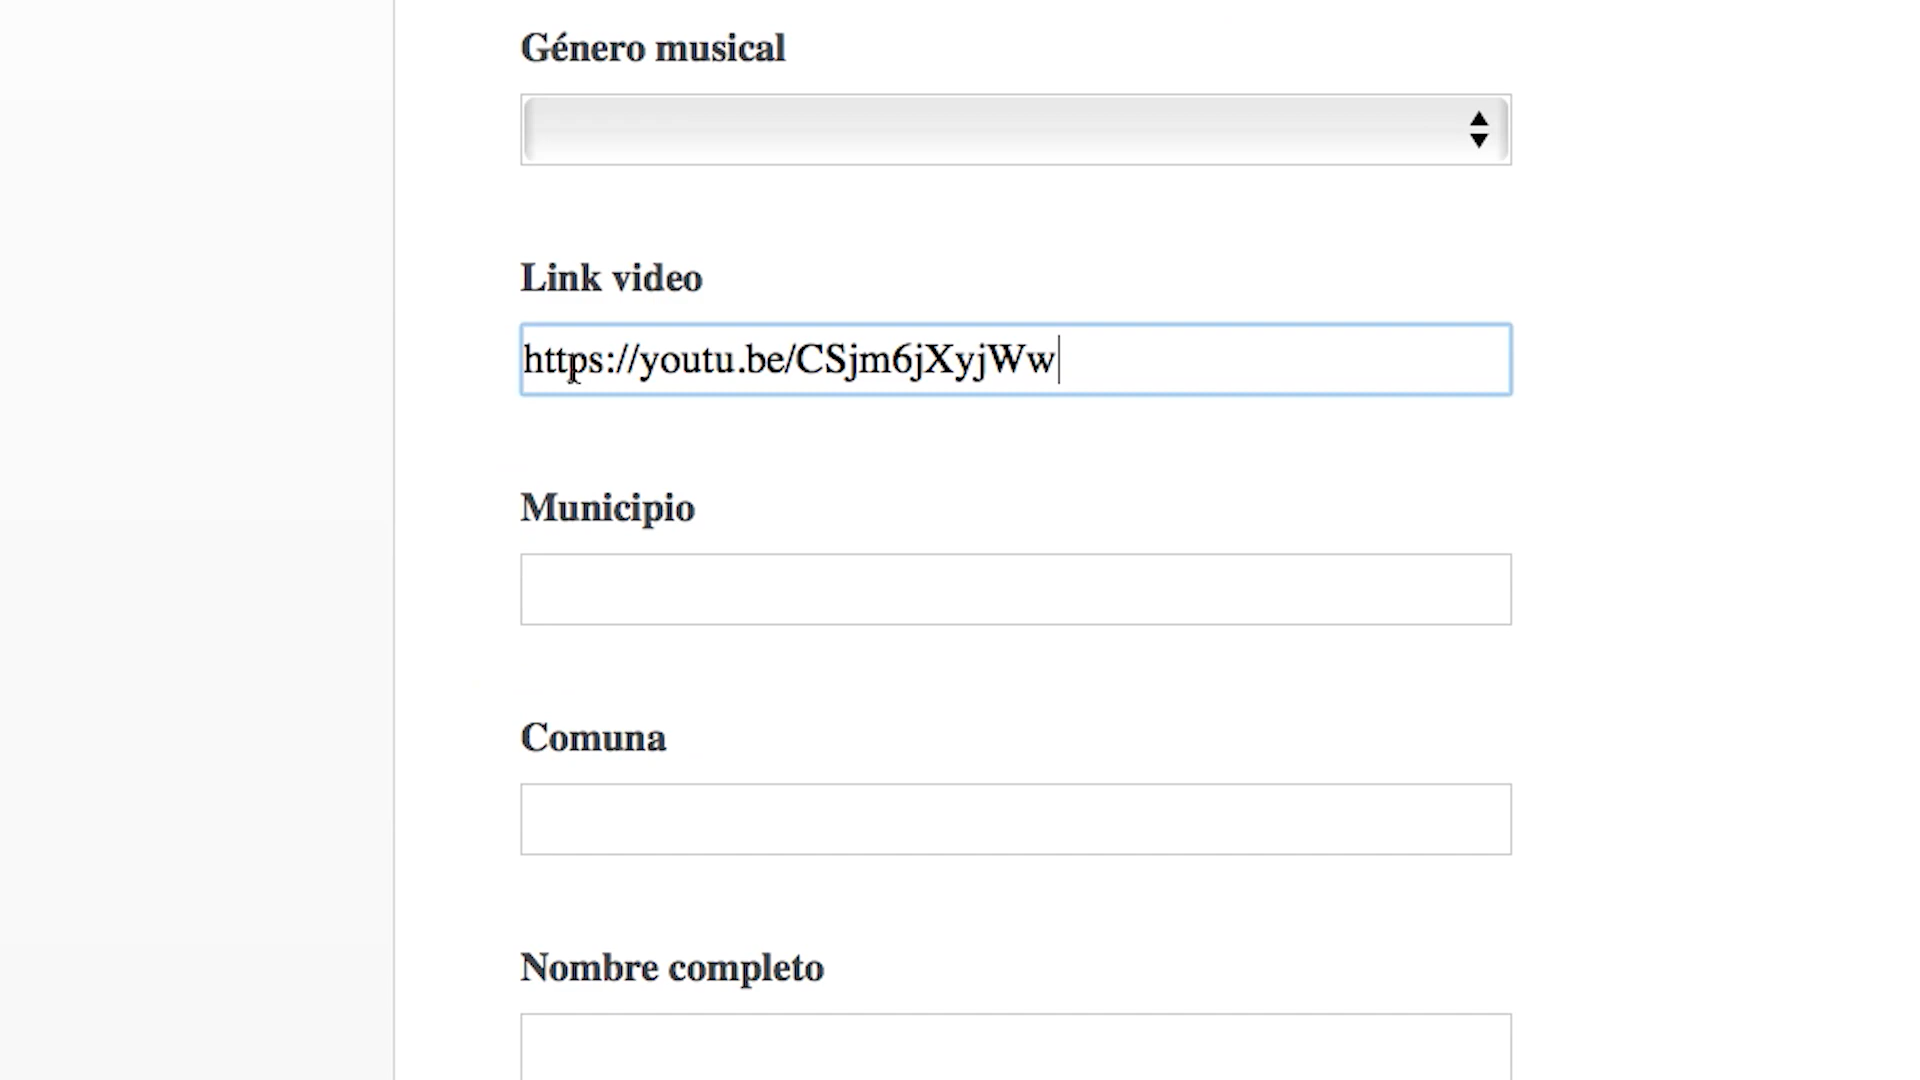 Género musical
Link video
https://youtu.be/CSjm6jXyjWw
Municipio
Comuna
Nombre completo